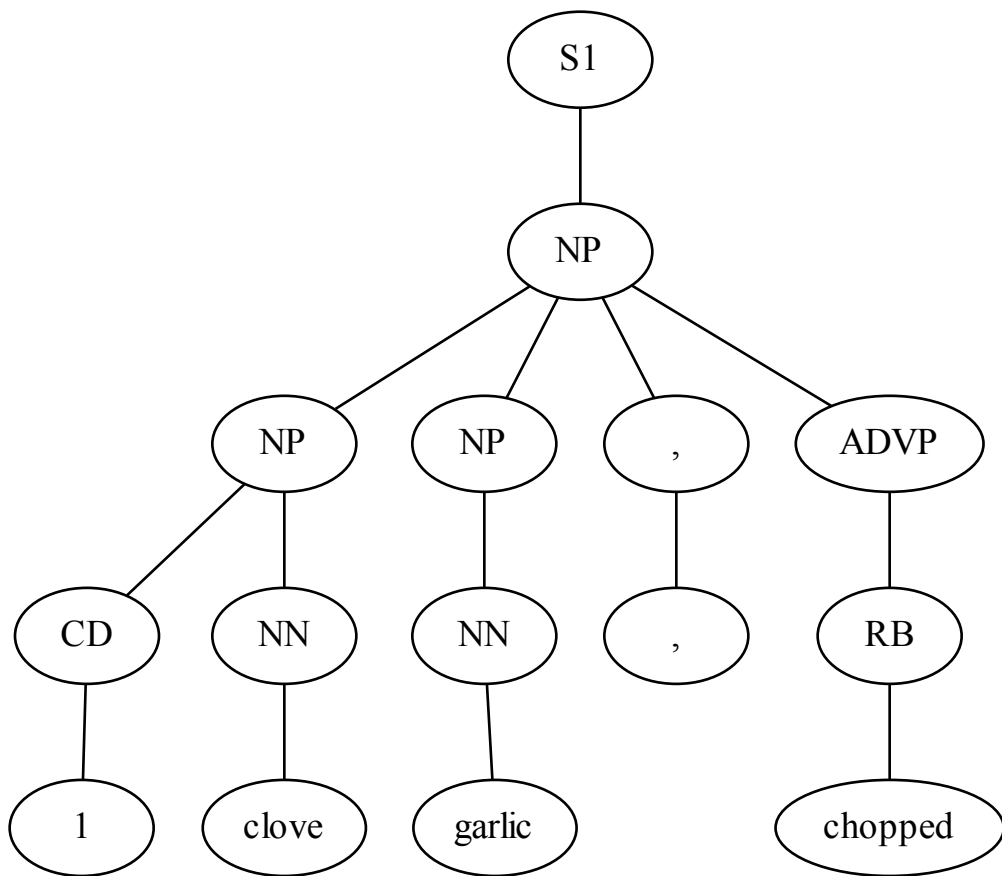 S1
NP
NP NP , ADVP
CD NN NN , RB
1 clove garlic chopped